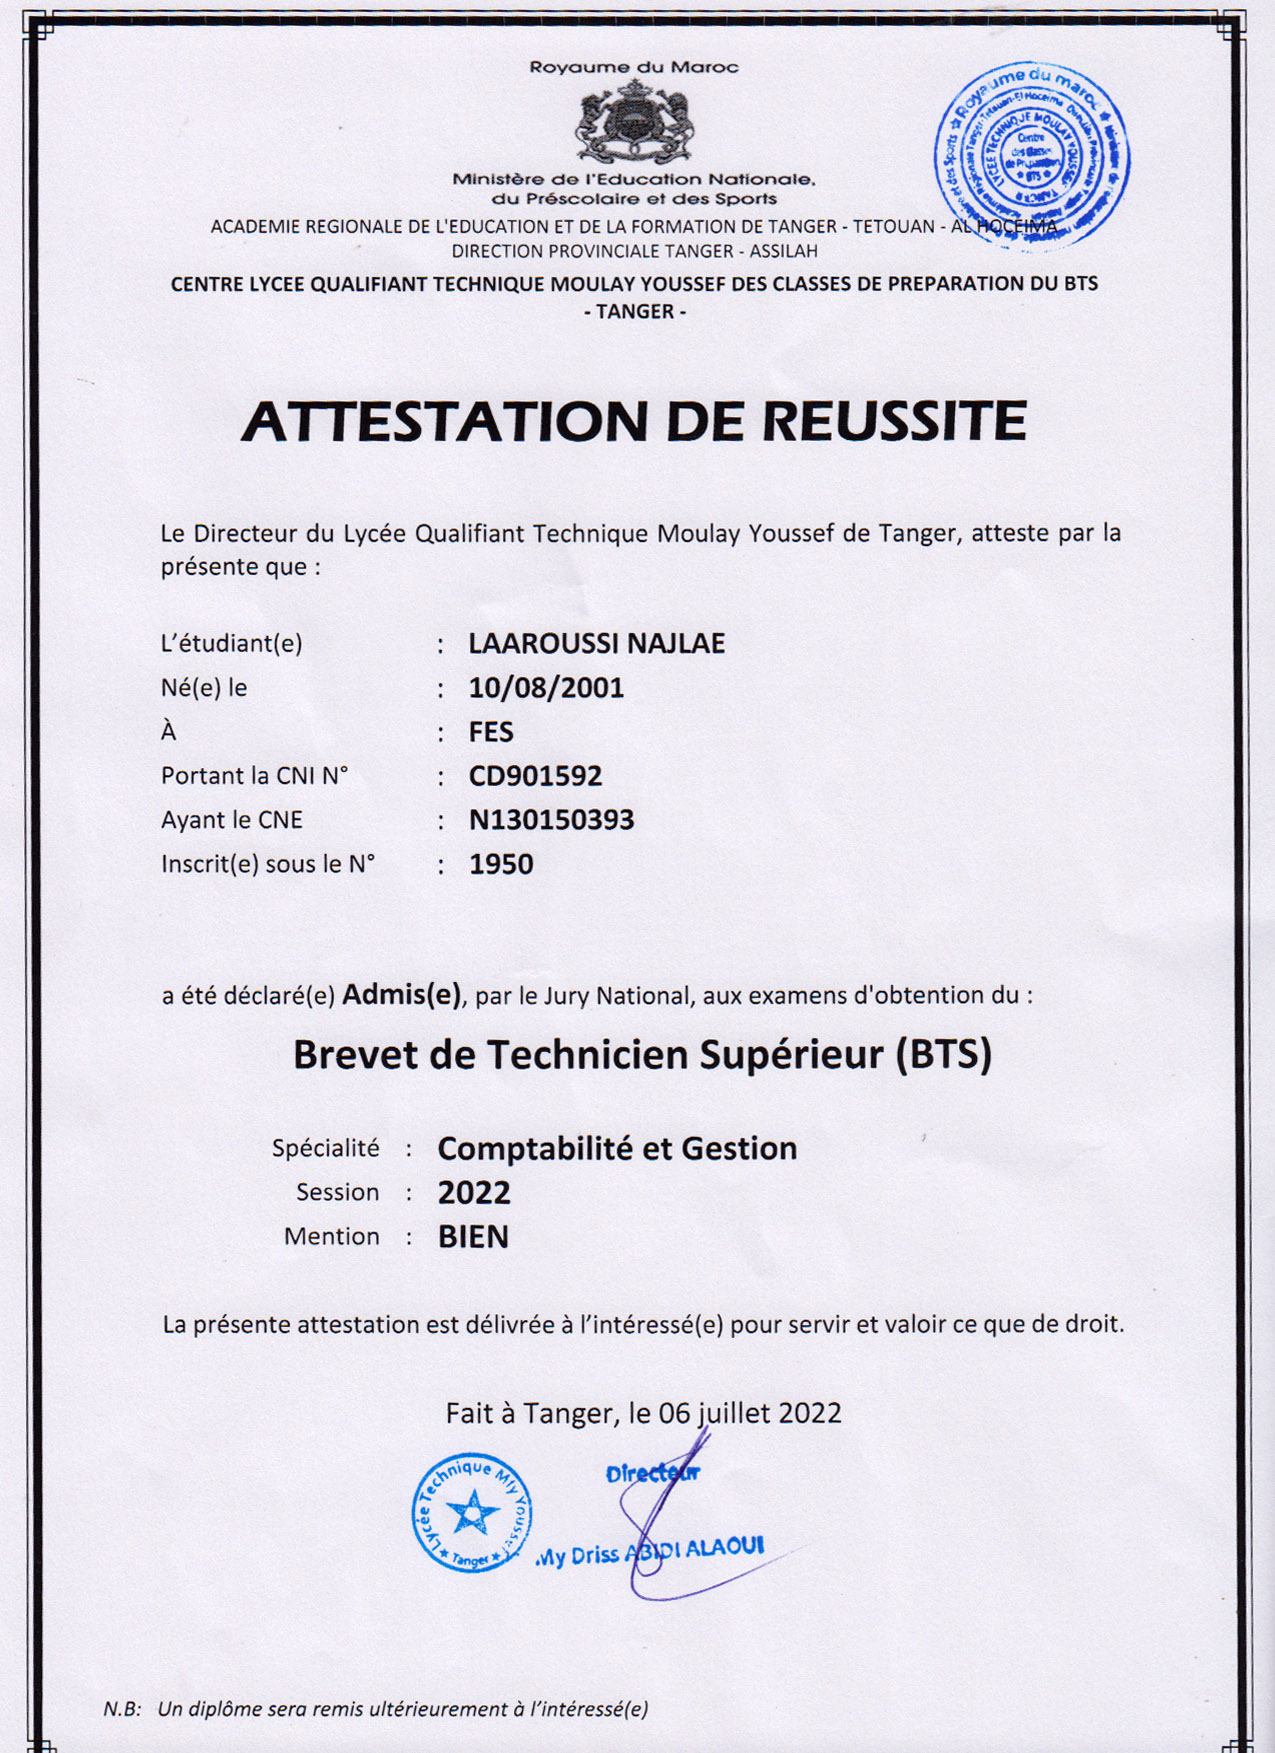 Royaume du Maroc
Ministère de l'Education Nationale,
du Préscolaire et des Sports
ACADEMIE REGIONALE DE L'EDUCATION ET DE LA FORMATION DE TANGER - TETOUAN - AL HOCEIMA
DIRECTION PROVINCIALE TANGER - ASSILAH
CENTRE LYCEE QUALIFIANT TECHNIQUE MOULAY YOUSSEF DES CLASSES DE PREPARATION DU BTS
- TANGER -
Royaume du maroc
LYCEE TECHNIQUE MOULAY YOUSSEF
TANGER
Centre
des Classes
de Préparation
BTS
ATTESTATION DE REUSSITE
Le Directeur du Lycée Qualifiant Technique Moulay Youssef de Tanger, atteste par la
présente que :
L'étudiant(e) : LAAROUSSI NAJLAE
Né(e) le : 10/08/2001
À : FES
Portant la CNI N° : CD901592
Ayant le CNE : N130150393
Inscrit(e) sous le N° : 1950
a été déclaré(e) Admis(e), par le Jury National, aux examens d'obtention du :
Brevet de Technicien Supérieur (BTS)
Spécialité : Comptabilité et Gestion
Session : 2022
Mention : BIEN
La présente attestation est délivrée à l'intéressé(e) pour servir et valoir ce que de droit.
Fait à Tanger, le 06 juillet 2022
Lycée Technique Mly Youssef
Tanger
Directeur
My Driss ABIDI ALAOUI
N.B: Un diplôme sera remis ultérieurement à l'intéressé(e)